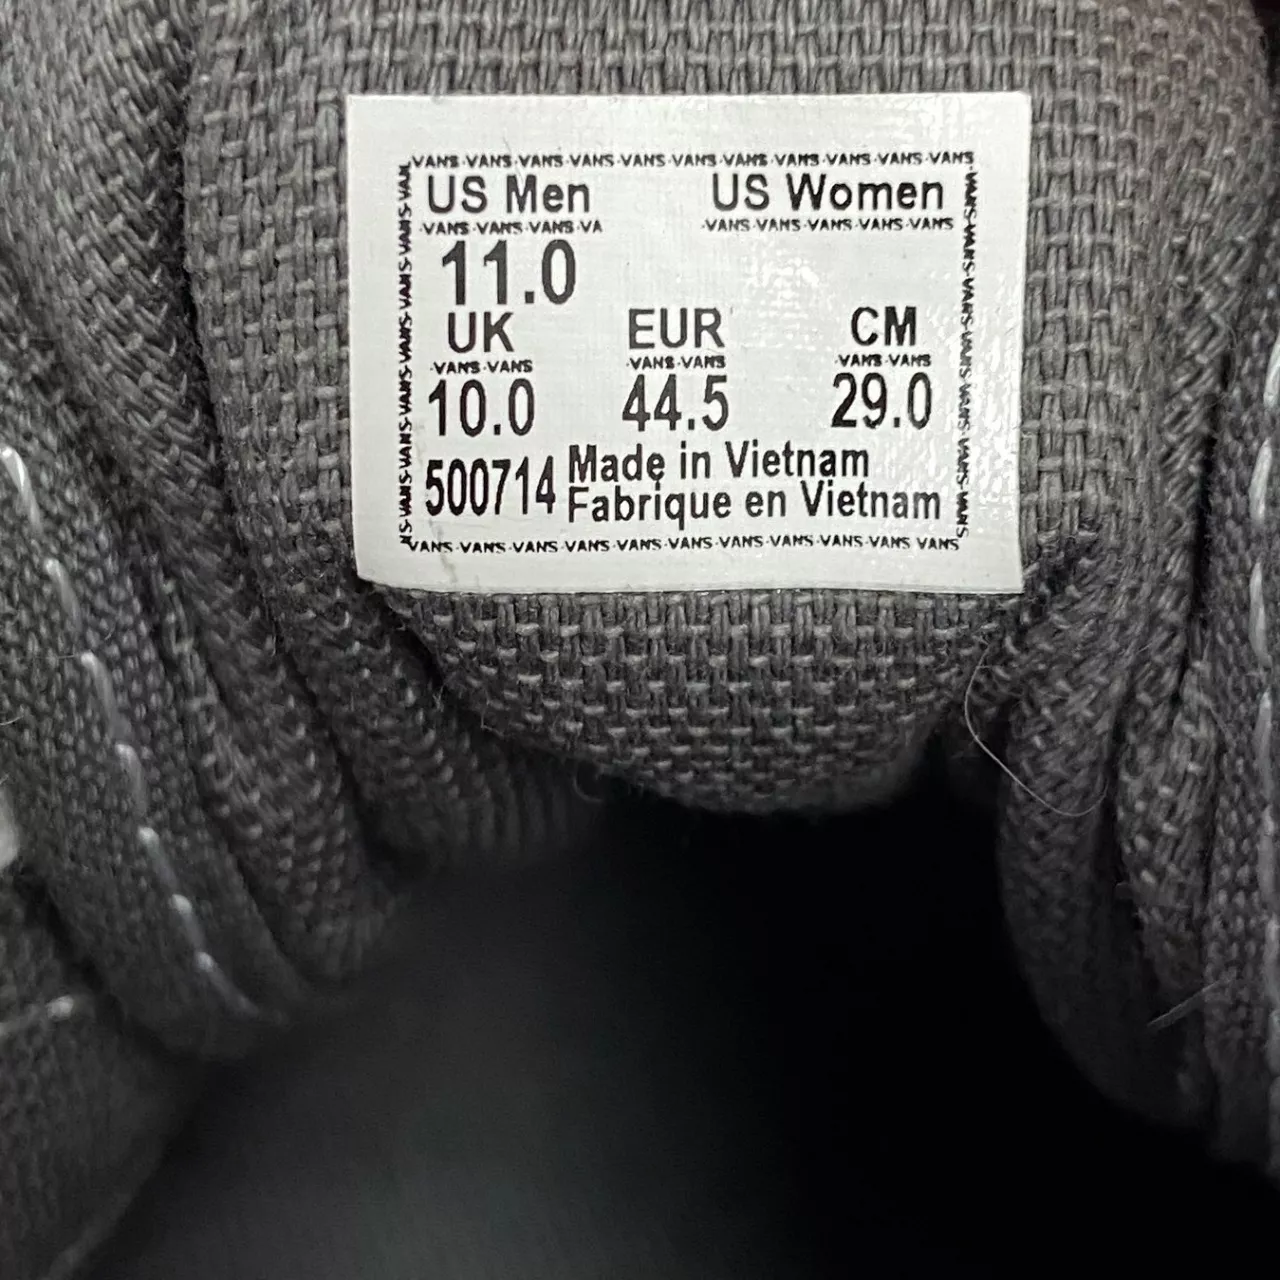 VANS·VANS·VANS·VANS·VANS·VANS·VANS·VANS·VANS·VANS·VANS
US Men US Women
·VANS·VANS·VANS·VA ·VANS·VANS·VANS·VANS·VANS
11.0
UK EUR CM
·VANS·VANS ·VANS·VANS ·VANS·VANS
10.0 44.5 29.0
500714 Made in Vietnam
Fabrique en Vietnam
VANS·VANS·VANS·VANS·VANS·VANS·VANS·VANS·VANS·VANS VANS